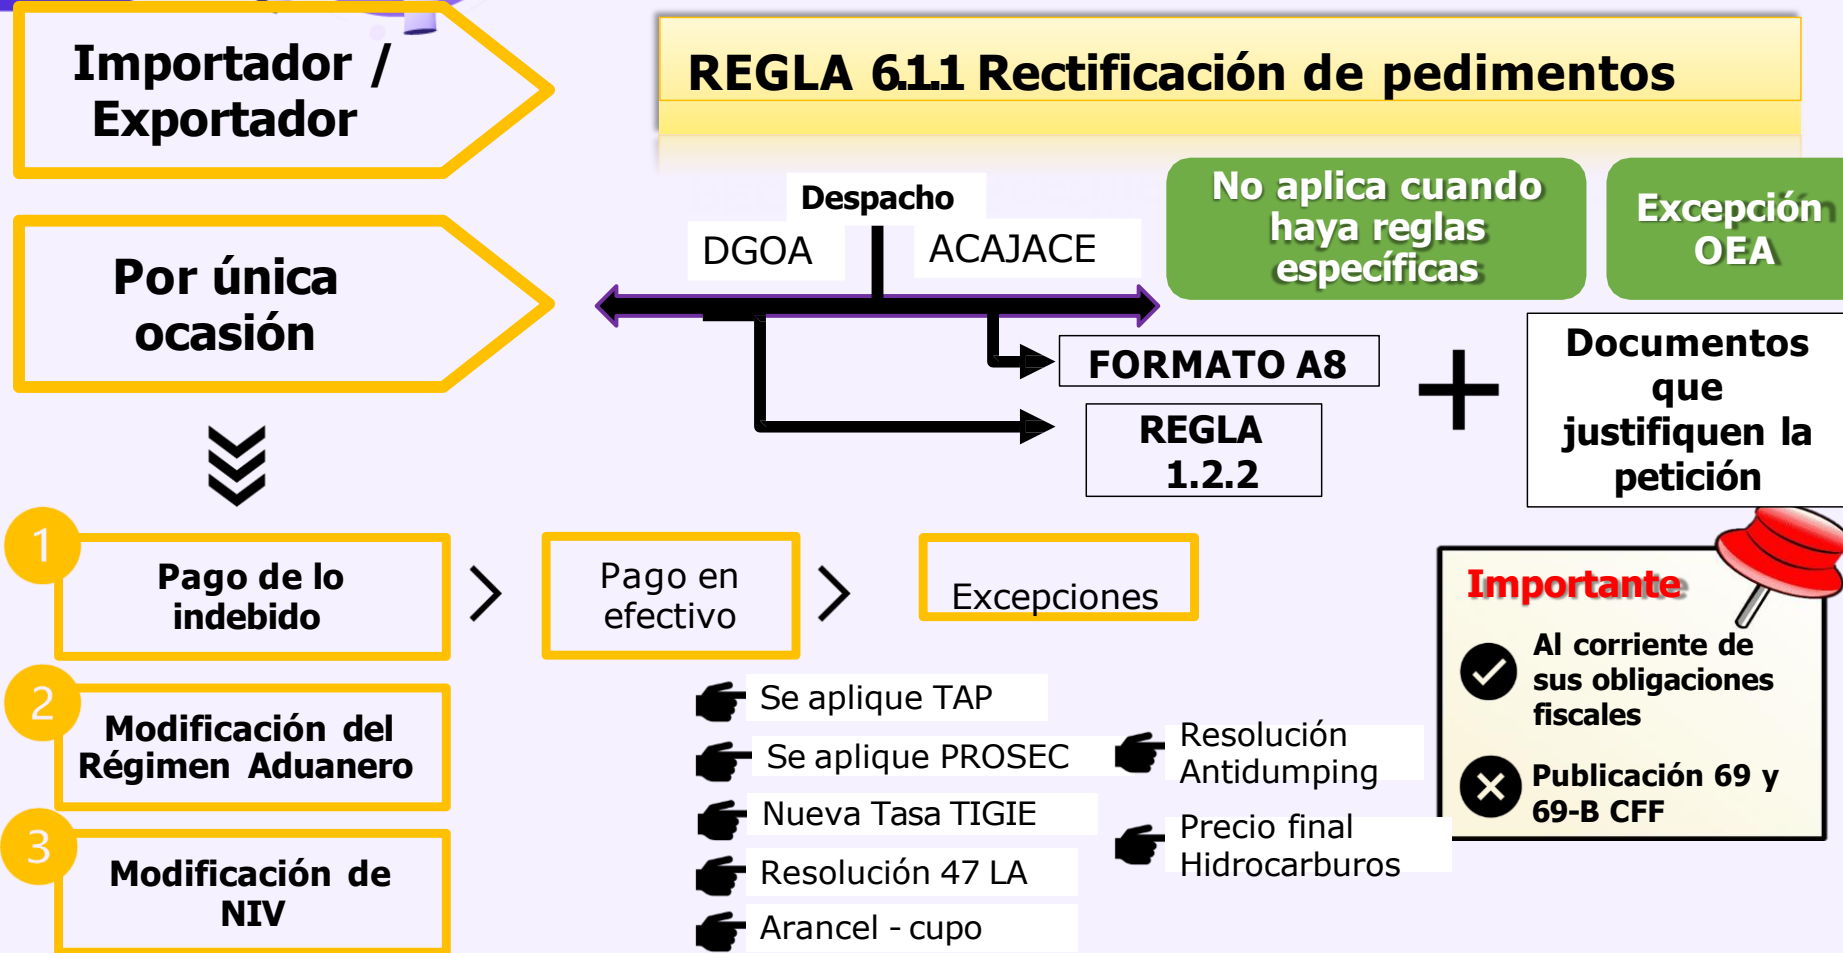 Importador /
Exportador
REGLA 6.1.1 Rectificación de pedimentos
Por única
ocasión
Despacho
DGOA
ACAJACE
No aplica cuando
haya reglas
específicas
Excepción
OEA
FORMATO A8
REGLA
1.2.2
+
Documentos
que
justifiquen la
petición
1
Pago de lo
indebido
Pago en
efectivo
Excepciones
2
Modificación del
Régimen Aduanero
3
Modificación de
NIV
Se aplique TAP
Se aplique PROSEC
Nueva Tasa TIGIE
Resolución 47 LA
Arancel - cupo
Resolución
Antidumping
Precio final
Hidrocarburos
Importante
Al corriente de
sus obligaciones
fiscales
Publicación 69 y
69-B CFF